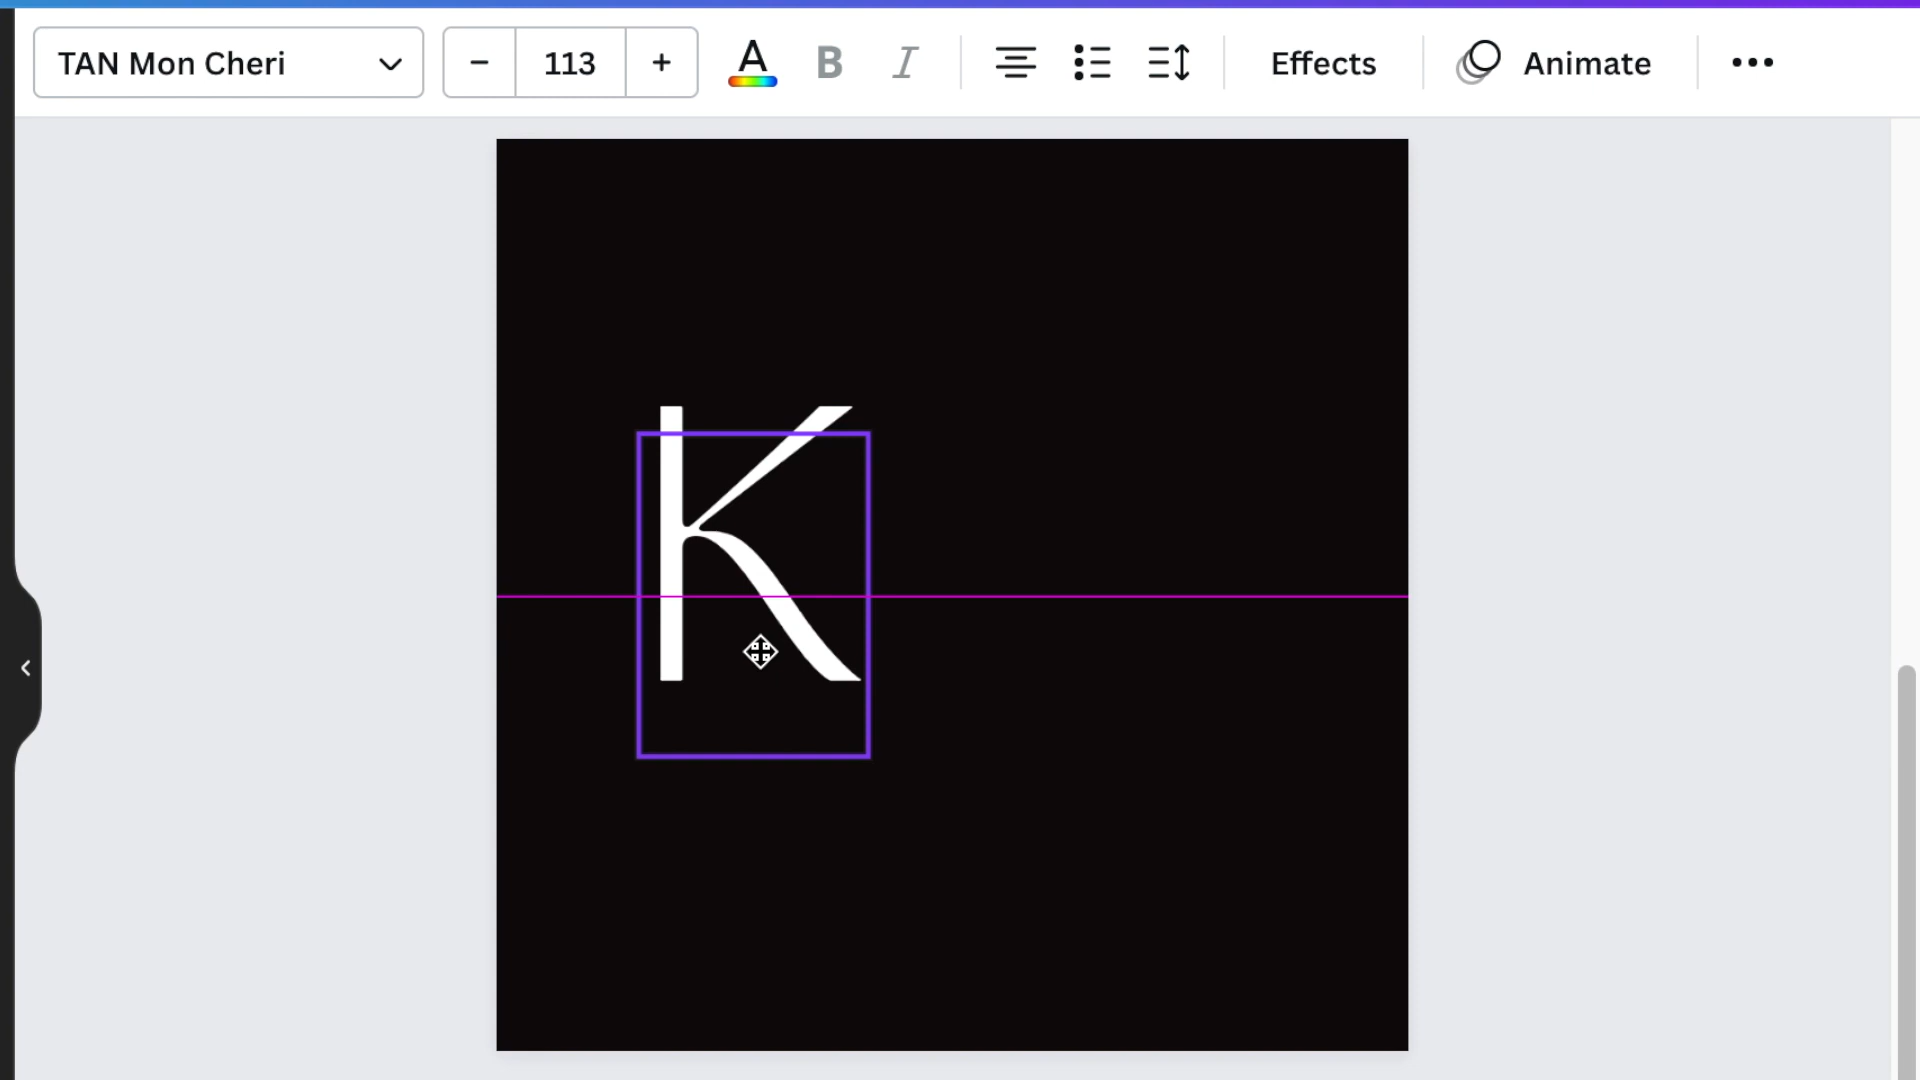 TAN Mon Cheri − 113 + A B I Effects Animate
K